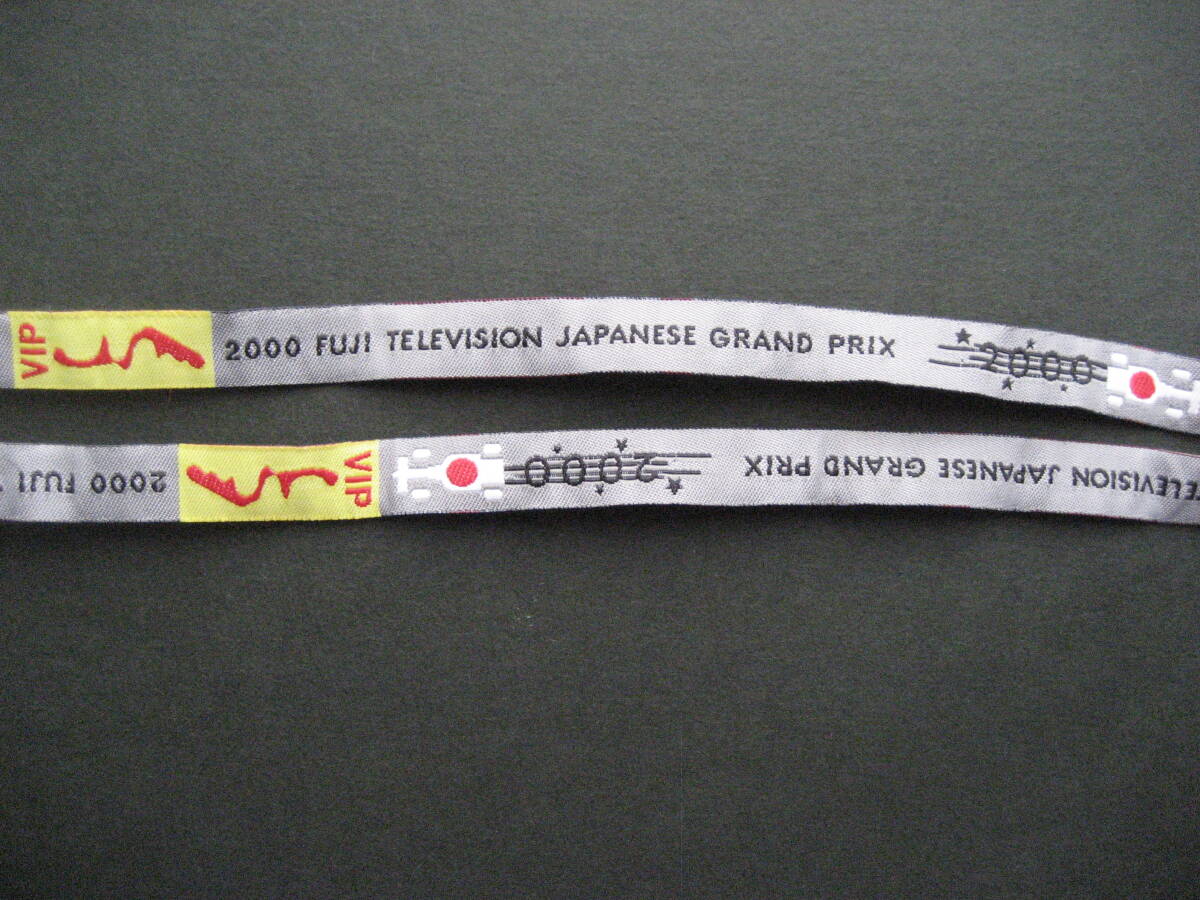 VIP 2000 FUJI TELEVISION JAPANESE GRAND PRIX 2000
2000 FUJI VIP 2000 TELEVISION JAPANESE GRAND PRIX